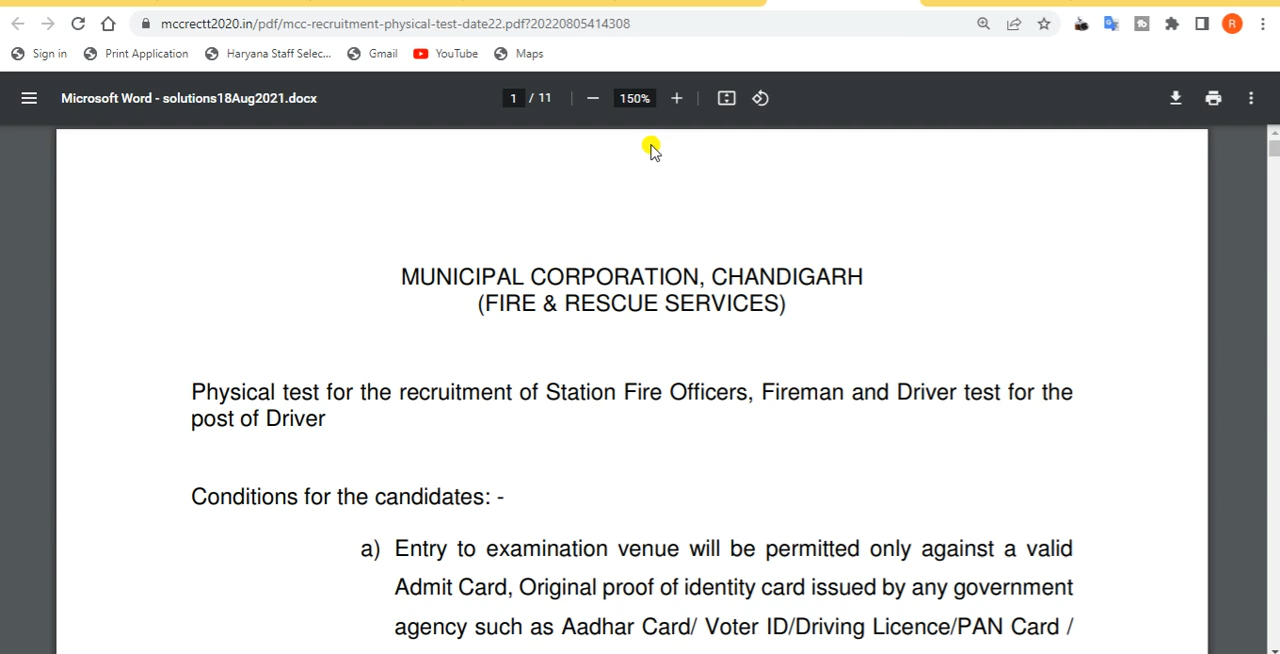 mccrectt2020.in/pdf/mcc-recruitment-physical-test-date22.pdf?20220805414308
R
Sign in Print Application Haryana Staff Selec... Gmail YouTube Maps
Microsoft Word - solutions18Aug2021.docx 1 / 11 150%
MUNICIPAL CORPORATION, CHANDIGARH
(FIRE & RESCUE SERVICES)
Physical test for the recruitment of Station Fire Officers, Fireman and Driver test for the
post of Driver
Conditions for the candidates: -
a) Entry to examination venue will be permitted only against a valid
Admit Card, Original proof of identity card issued by any government
agency such as Aadhar Card/ Voter ID/Driving Licence/PAN Card /